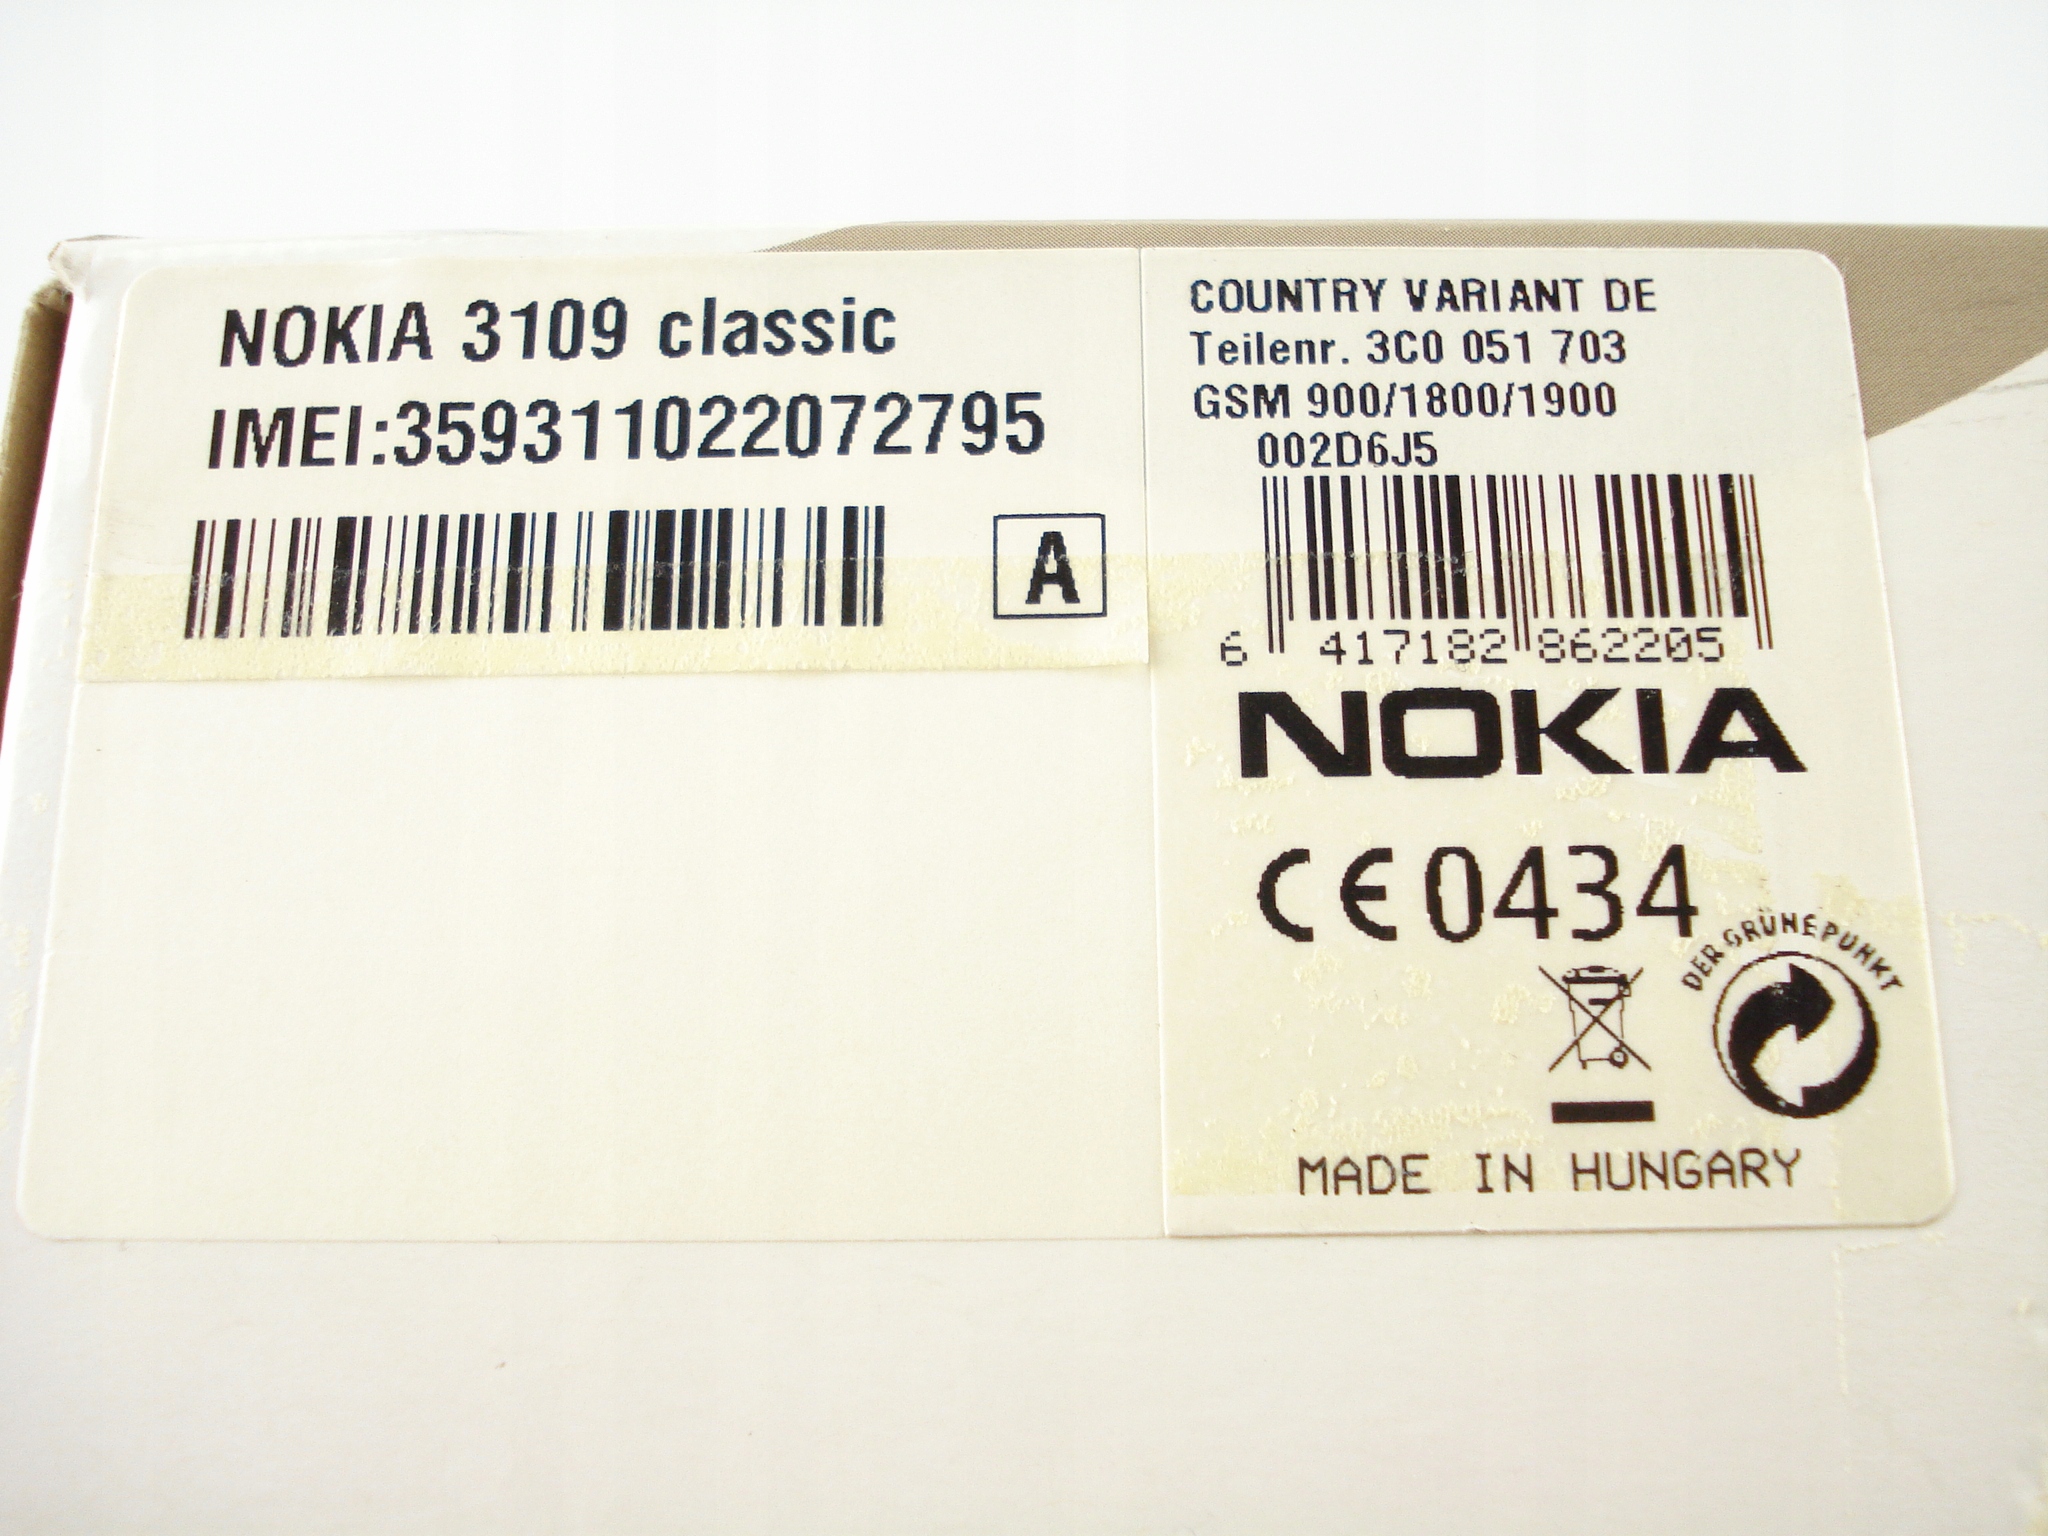 NOKIA 3109 classic
IMEI:359311022072795
A
COUNTRY VARIANT DE
Teilenr. 3C0 051 703
GSM 900/1800/1900
002D6J5
6 417182 862205
NOKIA
CE0434
DER GRÜNE PUNKT
MADE IN HUNGARY